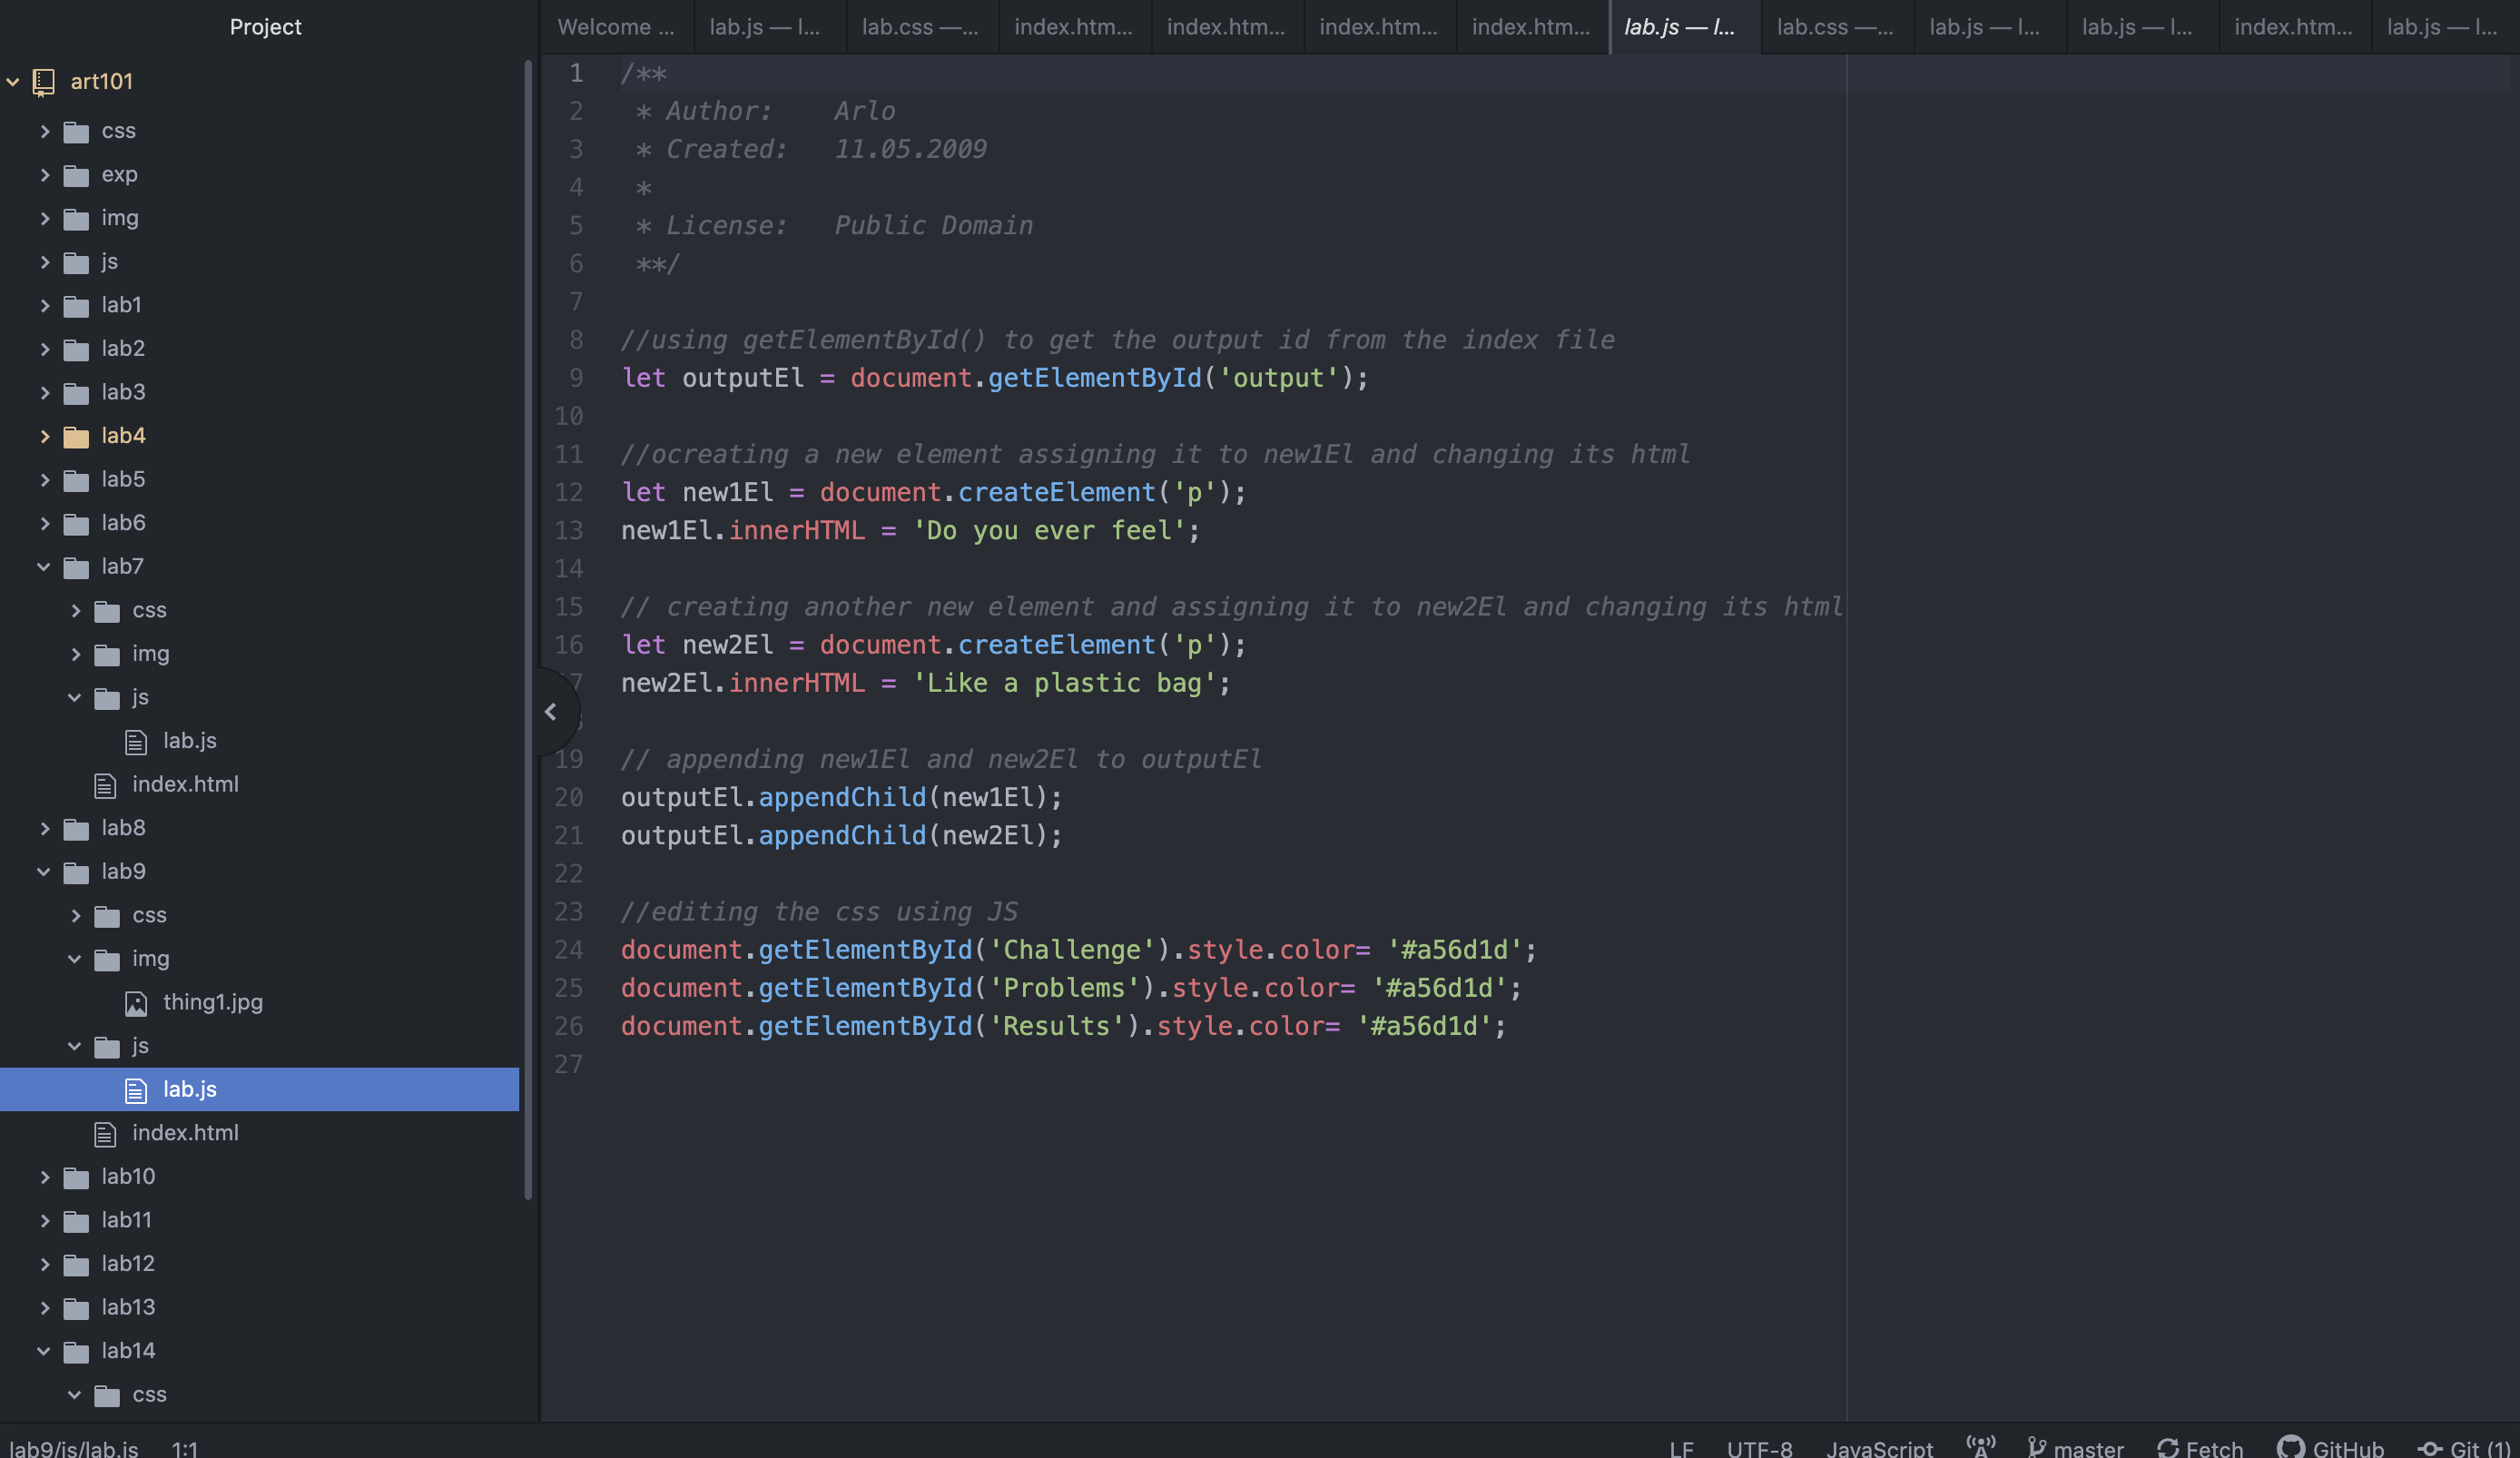 Project
art101
css
exp
img
js
lab1
lab2
lab3
lab4
lab5
lab6
lab7
css
img
js
lab.js
index.html
lab8
lab9
css
img
thing1.jpg
js
lab.js
index.html
lab10
lab11
lab12
lab13
lab14
css
Welcome ... lab.js — l... lab.css —... index.htm... index.htm... index.htm... index.htm... lab.js — l... lab.css —... lab.js — l... lab.js — l... index.htm... lab.js — l...
1 /**
2 * Author: Arlo
3 * Created: 11.05.2009
4 *
5 * License: Public Domain
6 **/
7
8 //using getElementById() to get the output id from the index file
9 let outputEl = document.getElementById('output');
10
11 //ocreating a new element assigning it to new1El and changing its html
12 let new1El = document.createElement('p');
13 new1El.innerHTML = 'Do you ever feel';
14
15 // creating another new element and assigning it to new2El and changing its html
16 let new2El = document.createElement('p');
7 new2El.innerHTML = 'Like a plastic bag';
19 // appending new1El and new2El to outputEl
20 outputEl.appendChild(new1El);
21 outputEl.appendChild(new2El);
22
23 //editing the css using JS
24 document.getElementById('Challenge').style.color= '#a56d1d';
25 document.getElementById('Problems').style.color= '#a56d1d';
26 document.getElementById('Results').style.color= '#a56d1d';
27
lab9/js/lab.js 1:1 LF UTF-8 JavaScript master Fetch GitHub Git (1)